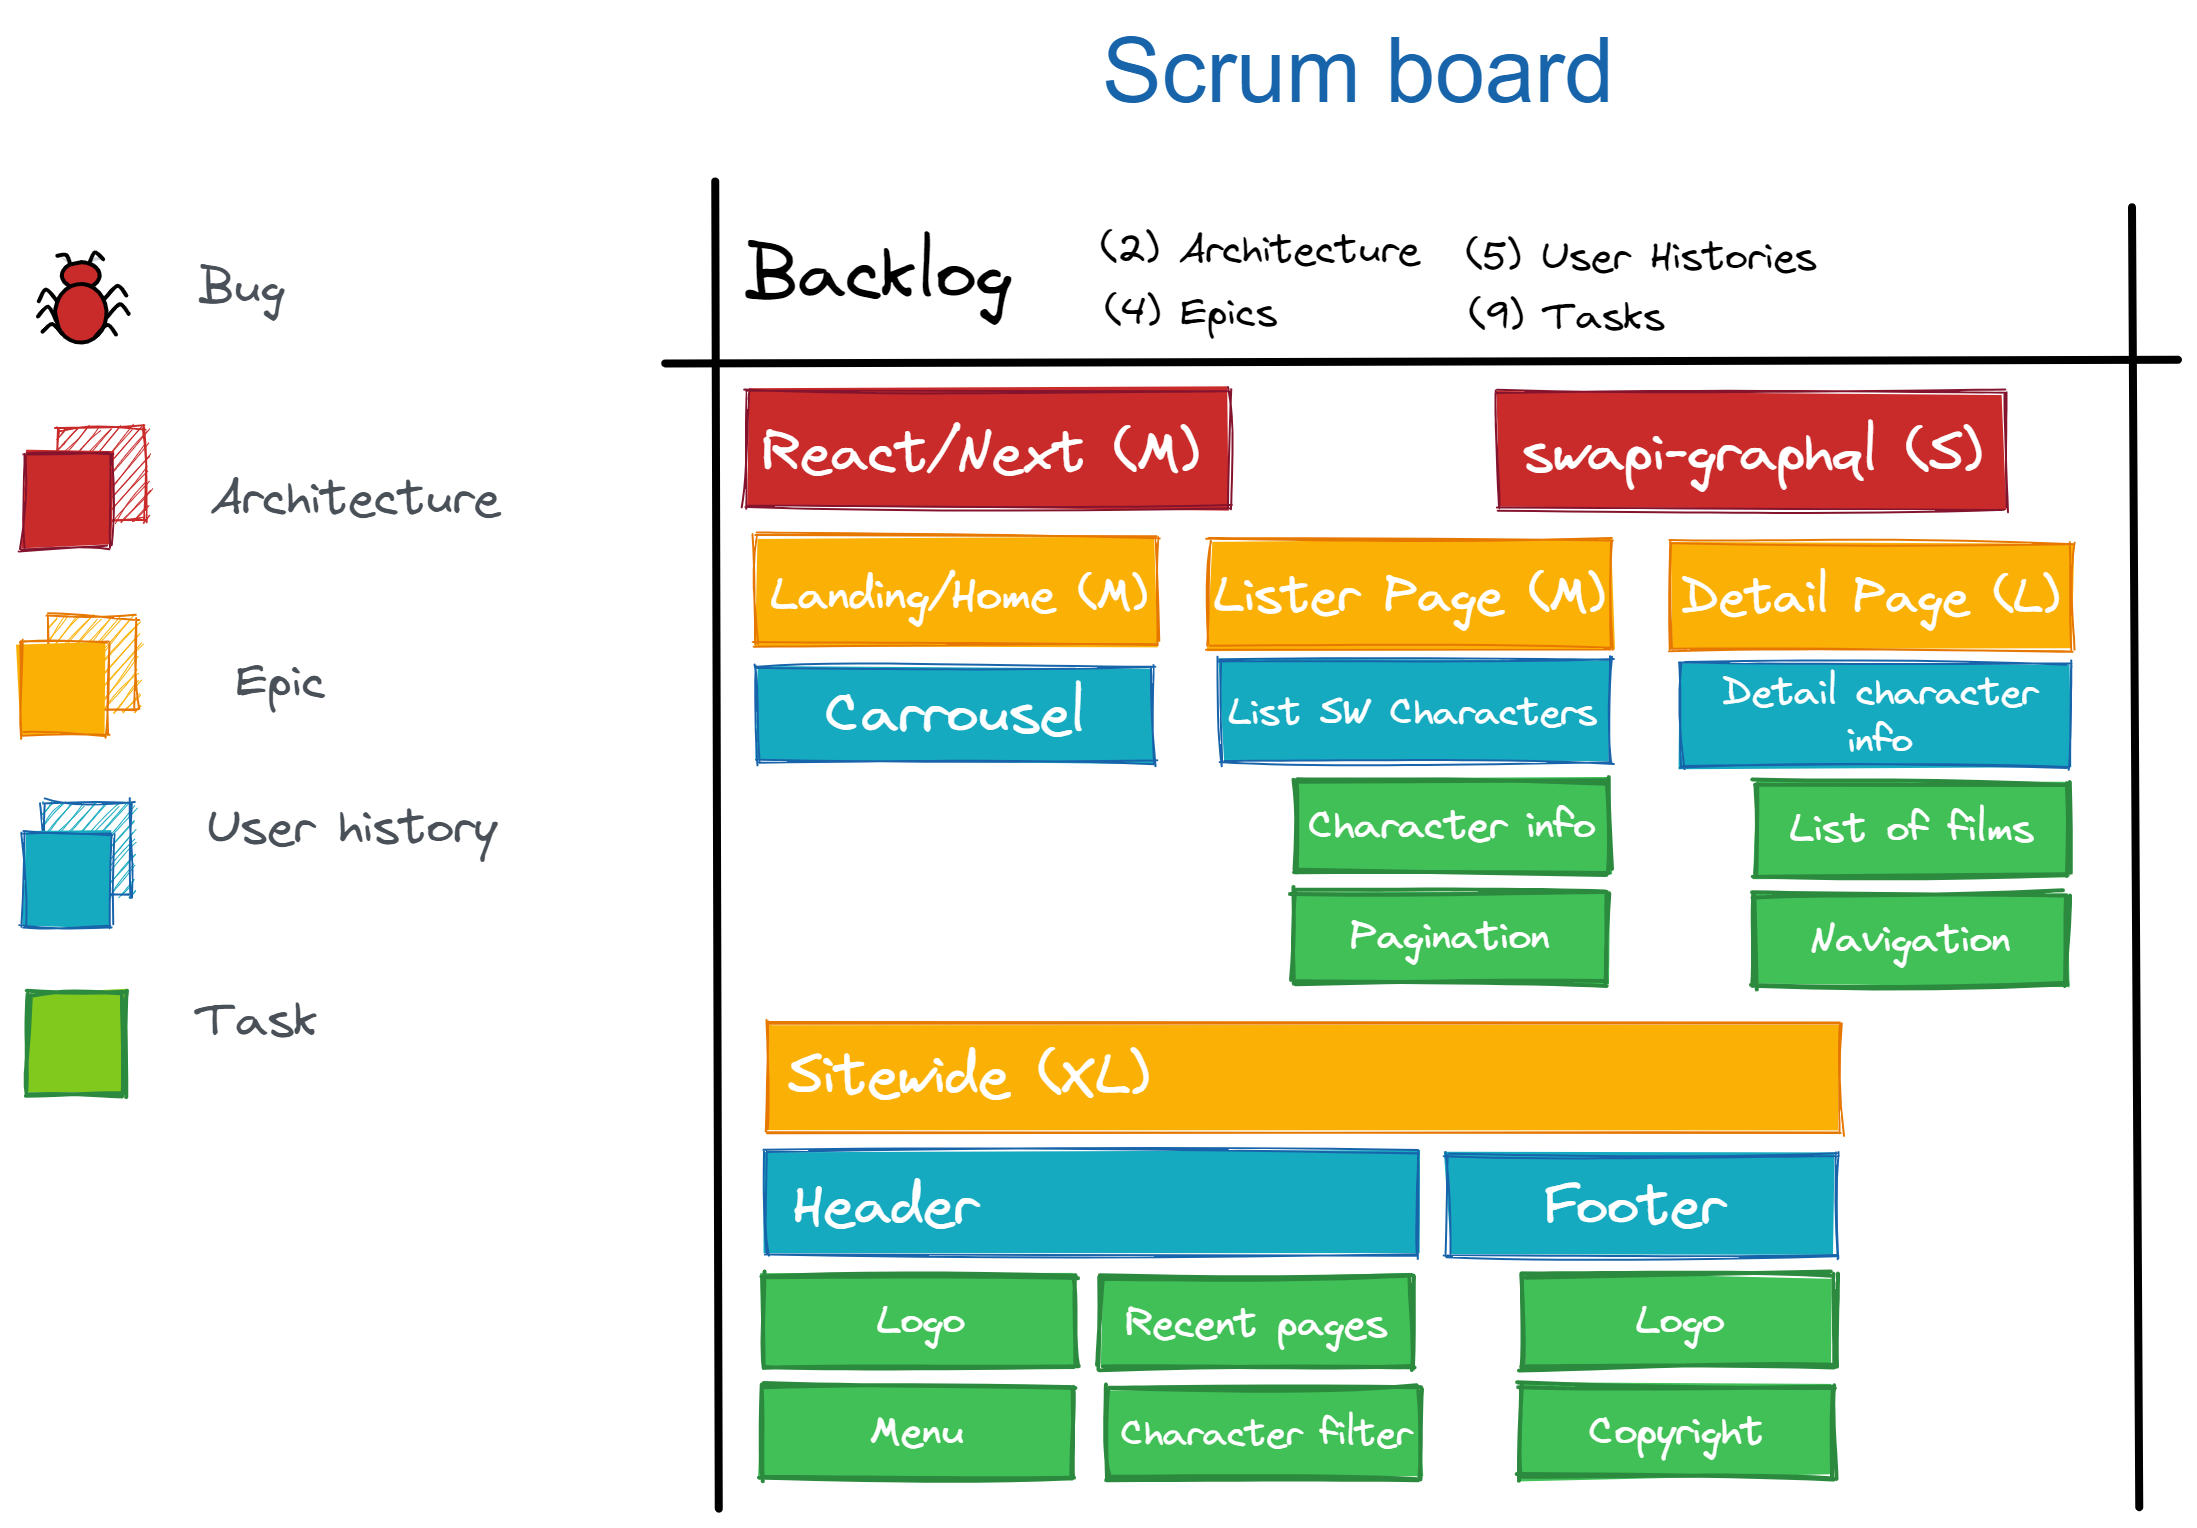 Scrum board
Bug
Architecture
Epic
User history
Task
Backlog
(2) Architecture
(5) User Histories
(4) Epics
(9) Tasks
React/Next (M)
swapi-graphql (S)
Landing/Home (M)
Lister Page (M)
Detail Page (L)
Carrousel
List SW Characters
Detail character
info
Character info
List of films
Pagination
Navigation
Sitewide (XL)
Header
Footer
Logo
Recent pages
Logo
Menu
Character filter
Copyright